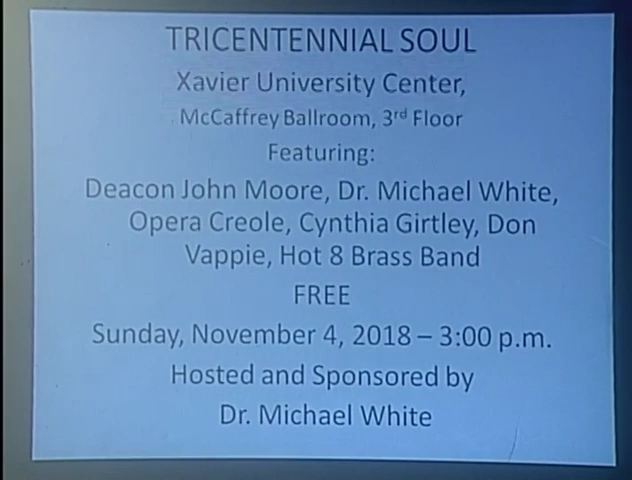 TRICENTENNIAL SOUL
Xavier University Center,
McCaffrey Ballroom, 3rd Floor
Featuring:
Deacon John Moore, Dr. Michael White,
Opera Creole, Cynthia Girtley, Don
Vappie, Hot 8 Brass Band
FREE
Sunday, November 4, 2018 – 3:00 p.m.
Hosted and Sponsored by
Dr. Michael White